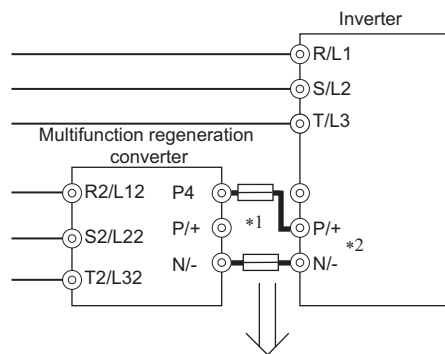 Inverter
R/L1
S/L2
T/L3
Multifunction regeneration
converter
R2/L12
P4
P/+
*1
P/+
*2
S2/L22
N/-
N/-
T2/L32